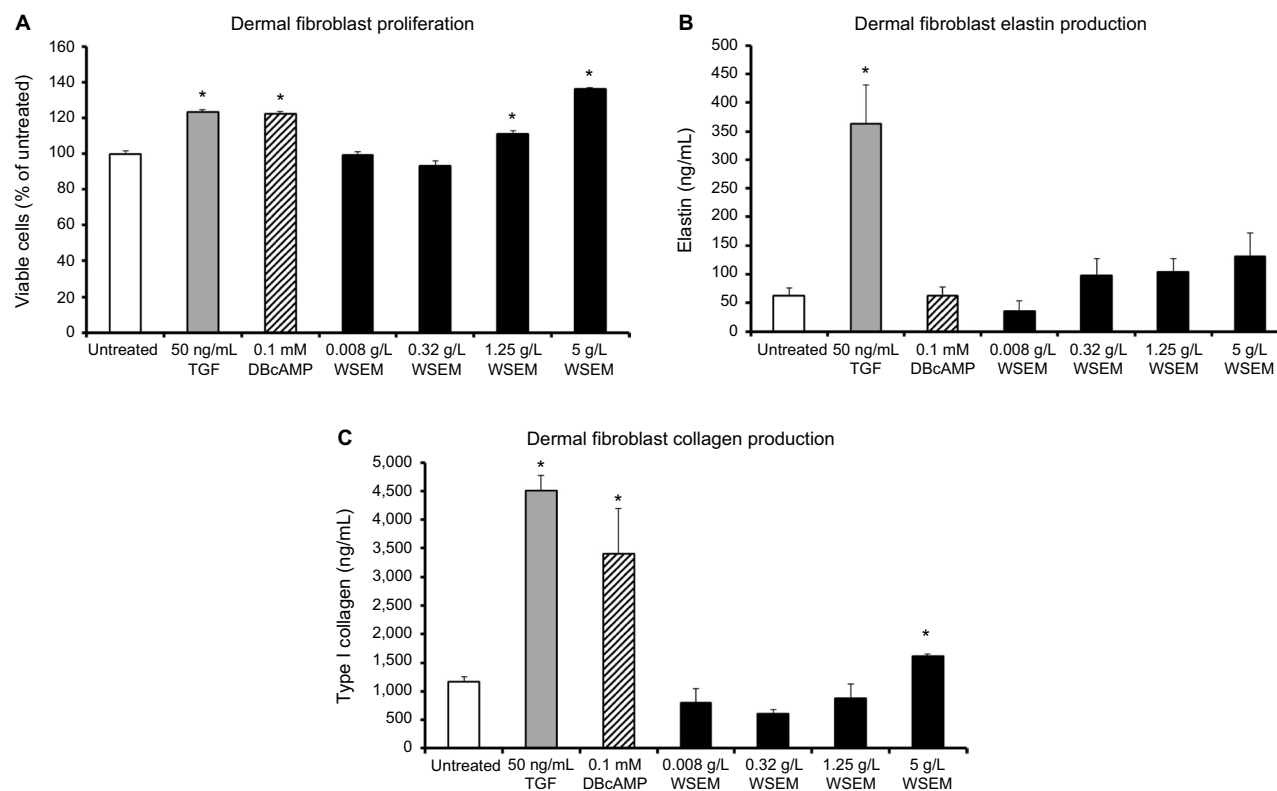 A
Dermal fibroblast proliferation
Viable cells (% of untreated)
160
140
120
100
80
60
40
20
0
*
*
*
*
Untreated 50 ng/mL 0.1 mM 0.008 g/L 0.32 g/L 1.25 g/L 5 g/L
TGF DBcAMP WSEM WSEM WSEM WSEM
B
Dermal fibroblast elastin production
Elastin (ng/mL)
500
450
400
350
300
250
200
150
100
50
0
*
Untreated 50 ng/mL 0.1 mM 0.008 g/L 0.32 g/L 1.25 g/L 5 g/L
TGF DBcAMP WSEM WSEM WSEM WSEM
C
Dermal fibroblast collagen production
Type I collagen (ng/mL)
5,000
4,500
4,000
3,500
3,000
2,500
2,000
1,500
1,000
500
0
*
*
*
Untreated 50 ng/mL 0.1 mM 0.008 g/L 0.32 g/L 1.25 g/L 5 g/L
TGF DBcAMP WSEM WSEM WSEM WSEM